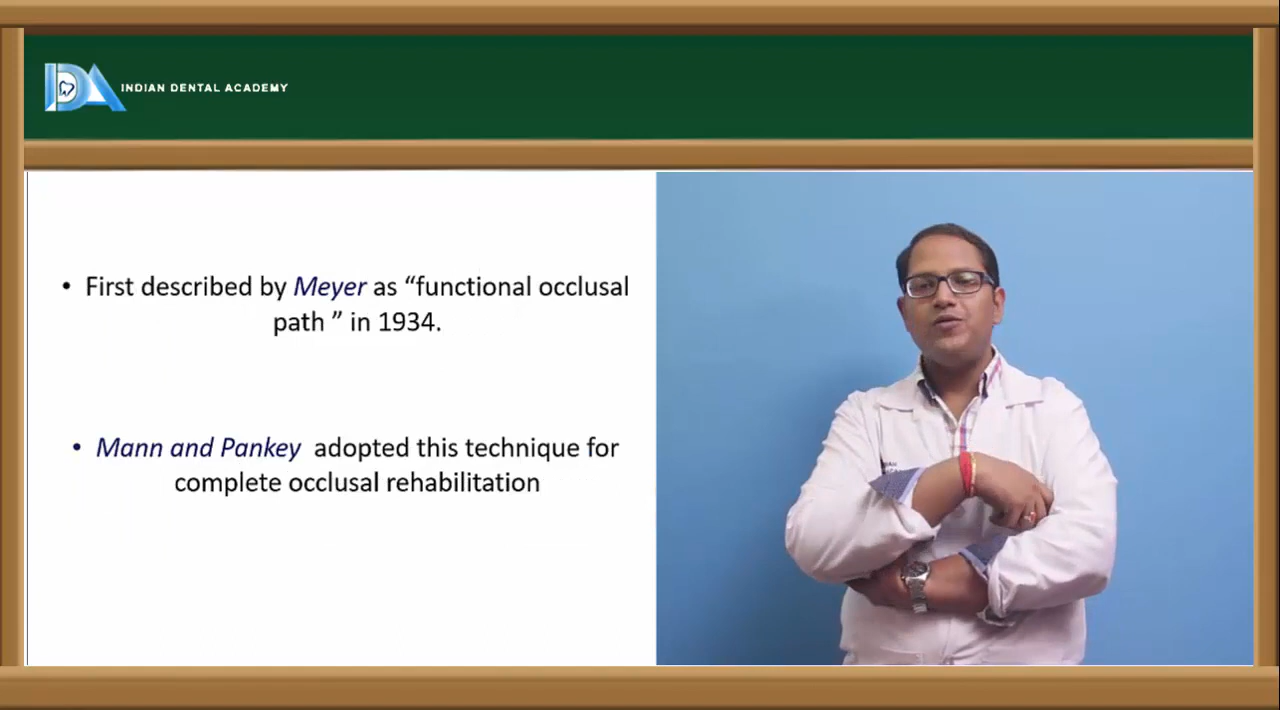 IDA INDIAN DENTAL ACADEMY
• First described by Meyer as “functional occlusal
path ” in 1934.
• Mann and Pankey adopted this technique for
complete occlusal rehabilitation